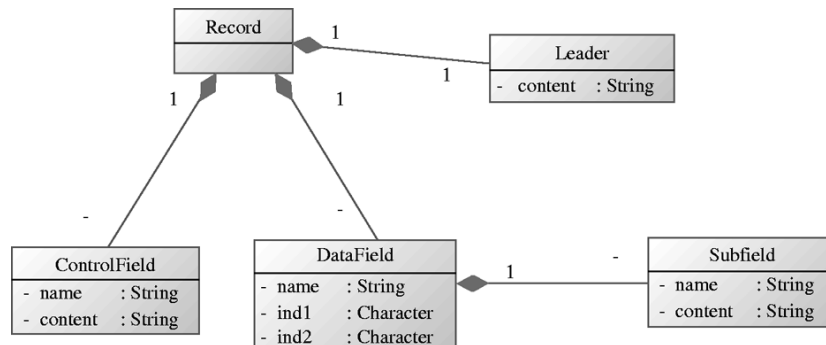 Record
1
1
Leader
- content : String
1
1
-
-
ControlField
- name : String
- content : String
DataField
- name : String
- ind1 : Character
- ind2 : Character
1
-
Subfield
- name : String
- content : String